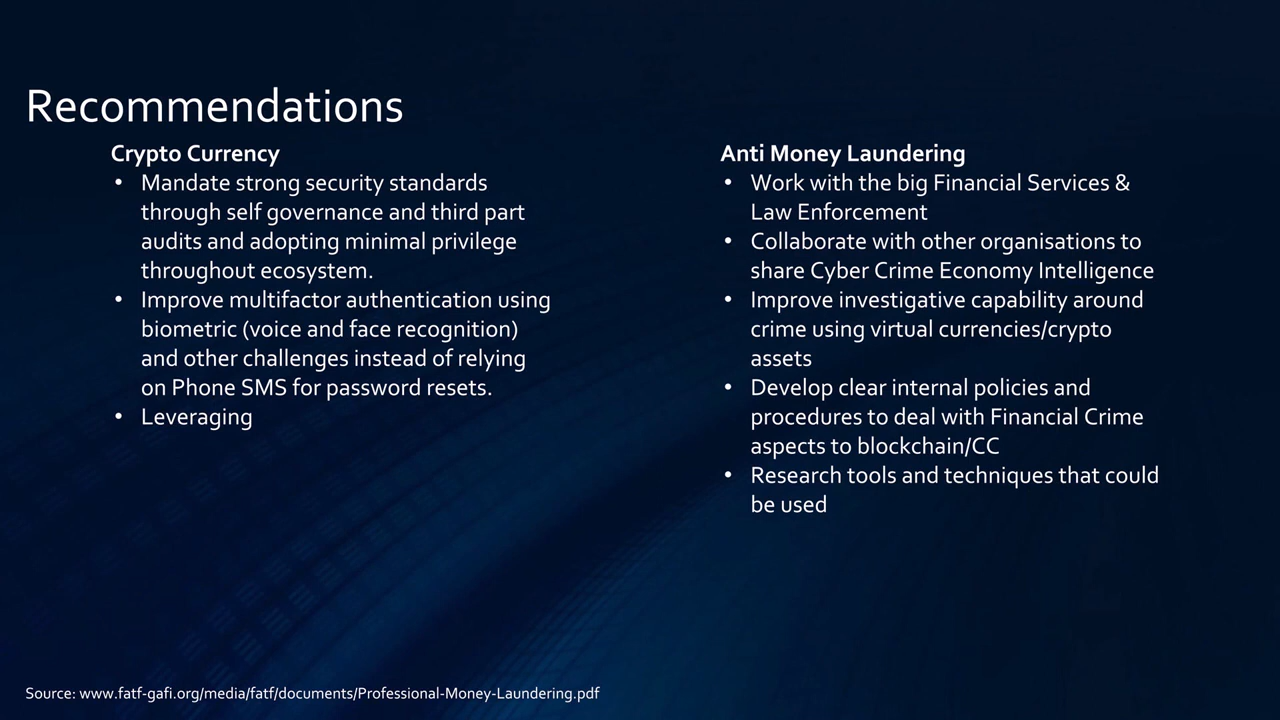 Recommendations
Crypto Currency
• Mandate strong security standards
through self governance and third part
audits and adopting minimal privilege
throughout ecosystem.
• Improve multifactor authentication using
biometric (voice and face recognition)
and other challenges instead of relying
on Phone SMS for password resets.
• Leveraging
Anti Money Laundering
• Work with the big Financial Services &
Law Enforcement
• Collaborate with other organisations to
share Cyber Crime Economy Intelligence
• Improve investigative capability around
crime using virtual currencies/crypto
assets
• Develop clear internal policies and
procedures to deal with Financial Crime
aspects to blockchain/CC
• Research tools and techniques that could
be used
Source: www.fatf-gafi.org/media/fatf/documents/Professional-Money-Laundering.pdf